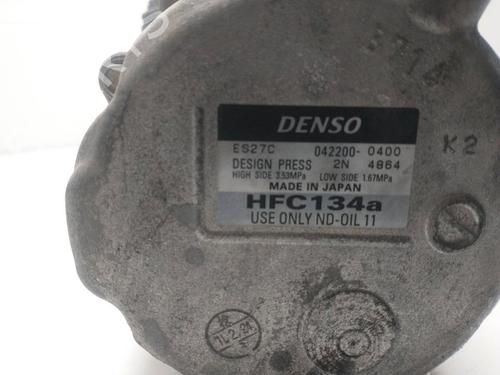 3714
DENSO
ES27C 042200-0400
DESIGN PRESS 2N 4864
HIGH SIDE 3.53MPa LOW SIDE 1.67MPa
MADE IN JAPAN
HFC134a
USE ONLY ND-OIL 11
K2